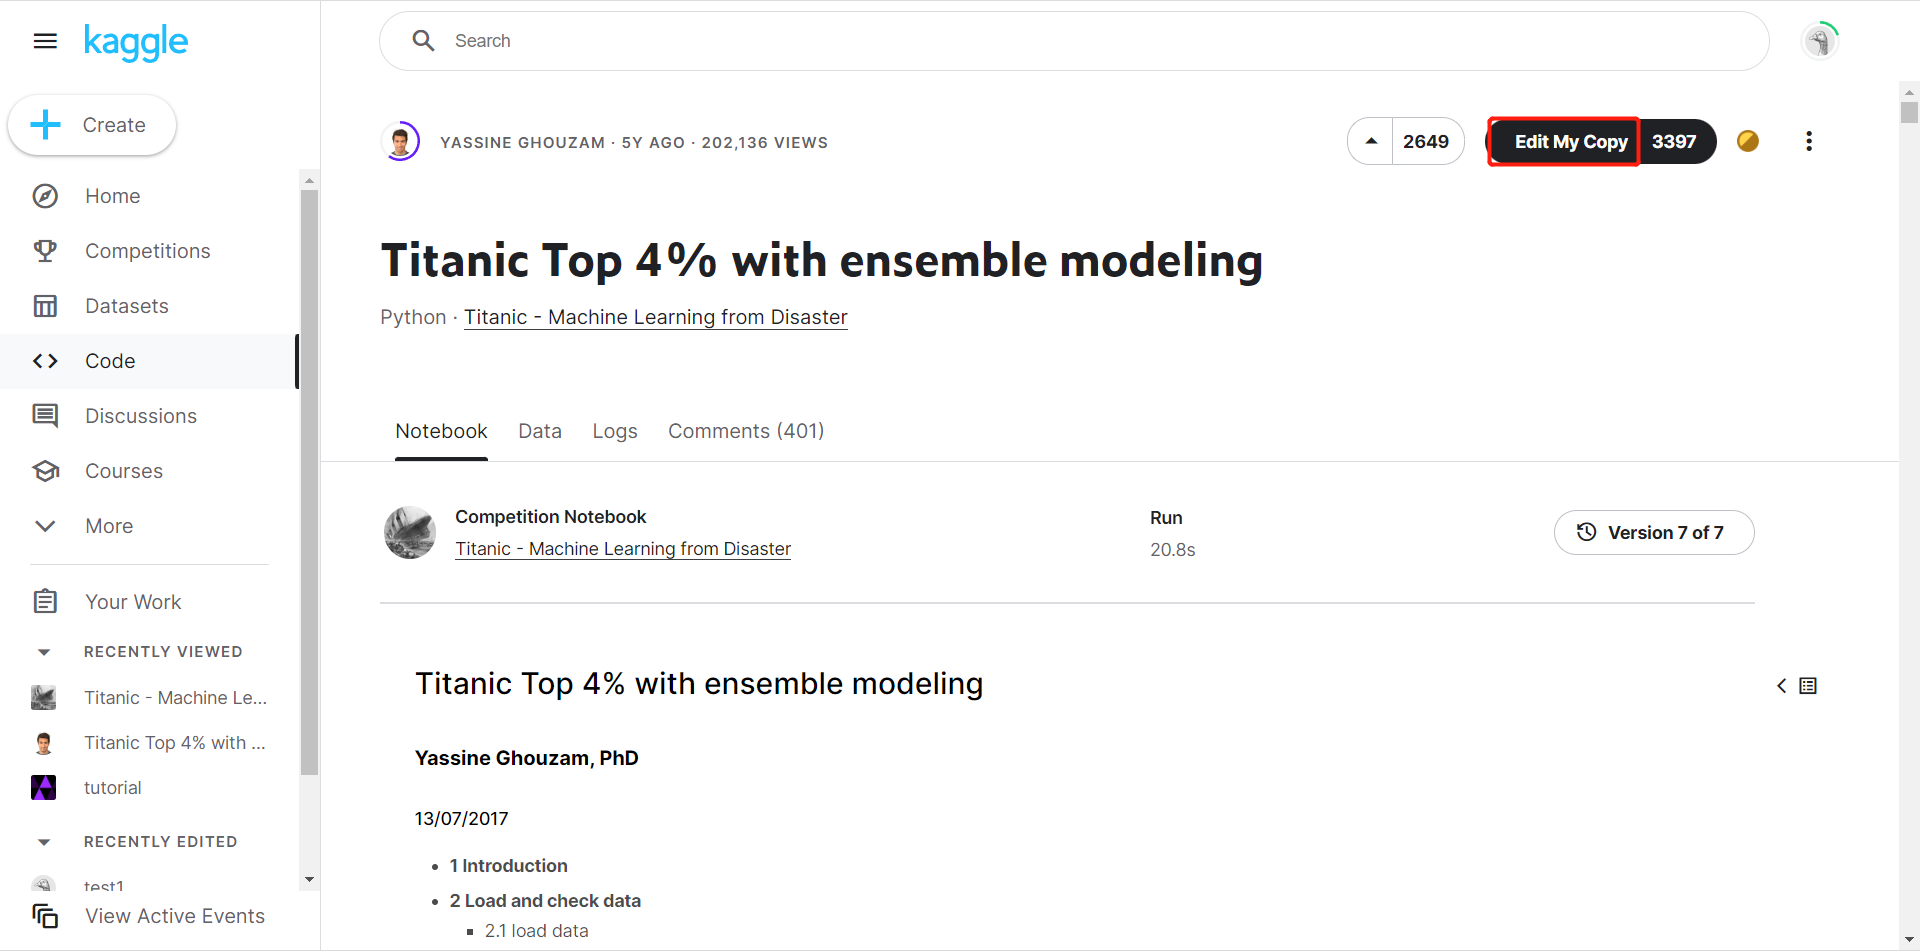 kaggle
Search
Create
Home
Competitions
Datasets
Code
Discussions
Courses
More
Your Work
RECENTLY VIEWED
Titanic - Machine Le...
Titanic Top 4% with ...
tutorial
RECENTLY EDITED
test1
View Active Events
YASSINE GHOUZAM · 5Y AGO · 202,136 VIEWS
2649
Edit My Copy 3397
Titanic Top 4% with ensemble modeling
Python · Titanic - Machine Learning from Disaster
Notebook Data Logs Comments (401)
Competition Notebook
Titanic - Machine Learning from Disaster
Run
20.8s
Version 7 of 7
Titanic Top 4% with ensemble modeling
Yassine Ghouzam, PhD
13/07/2017
• 1 Introduction
• 2 Load and check data
▪ 2.1 load data